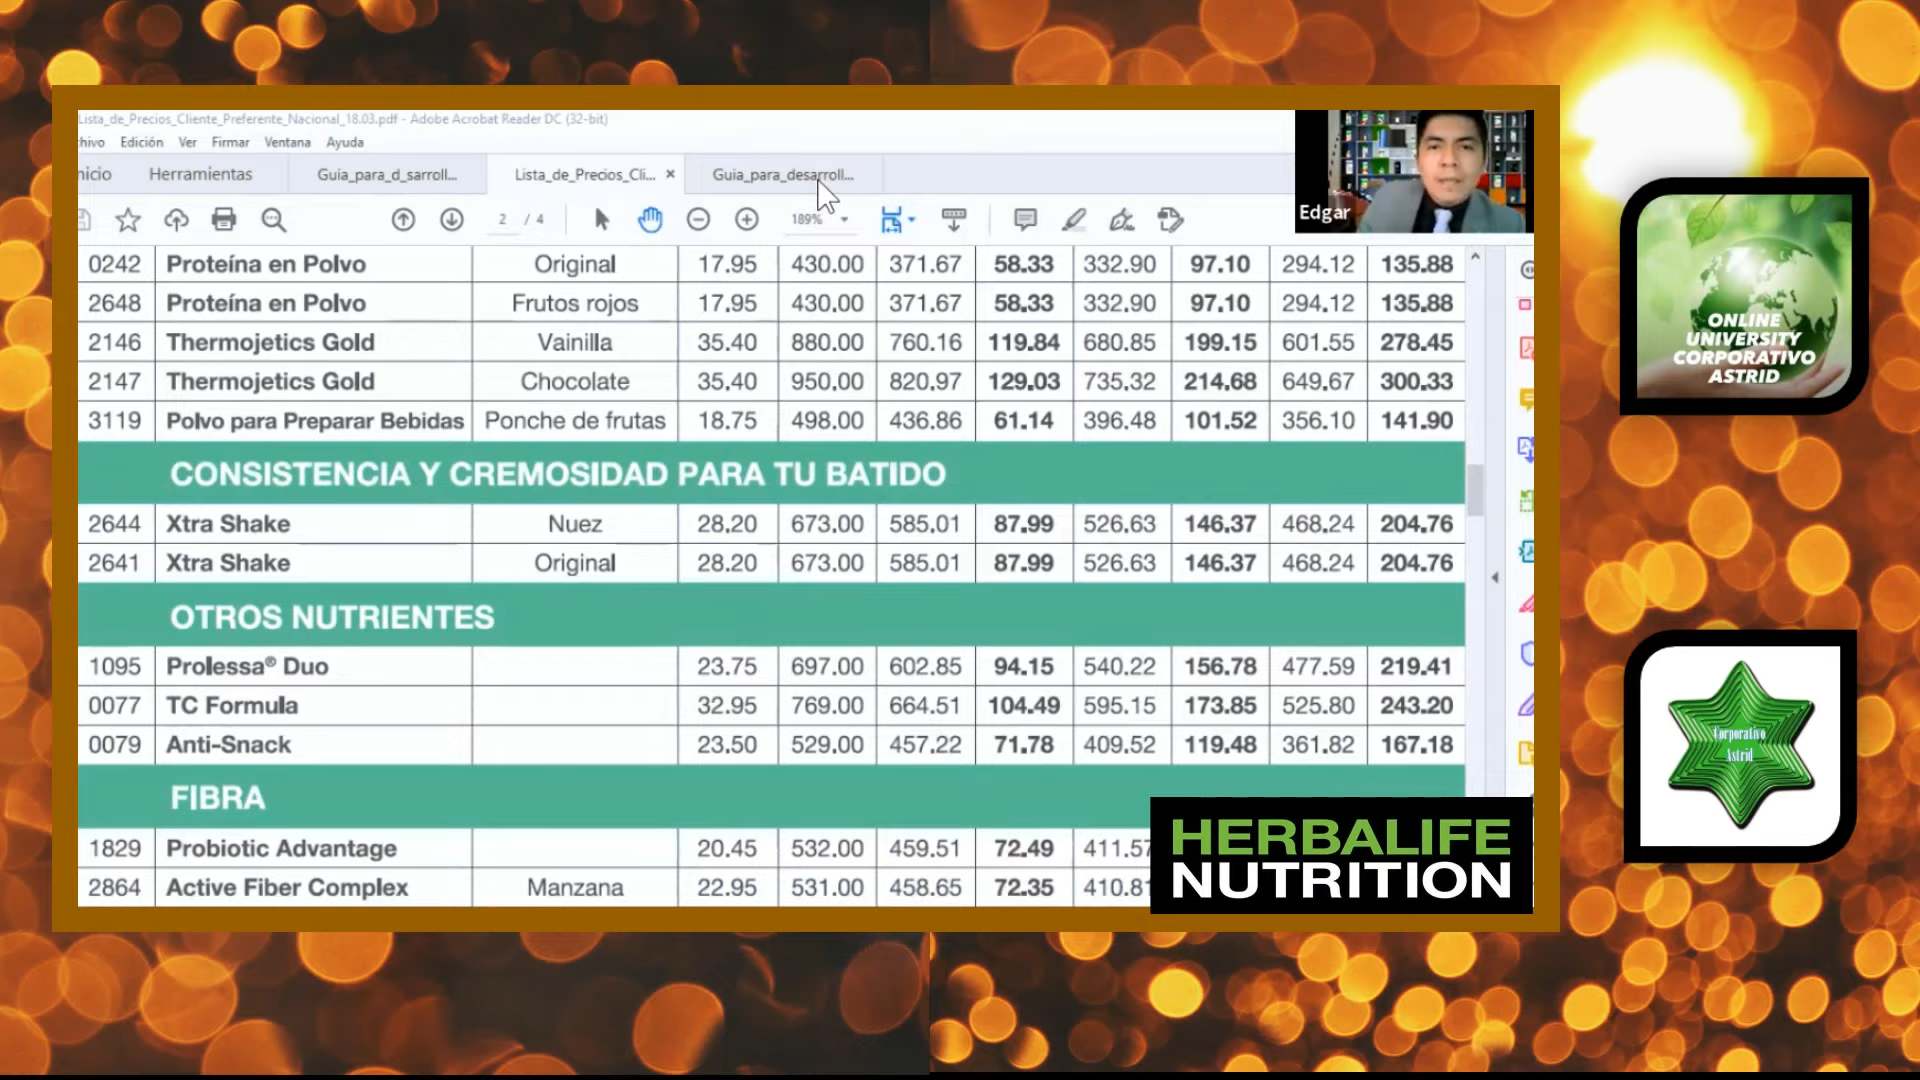 Lista_de_Precios_Cliente_Preferente_Nacional_18.03.pdf - Adobe Acrobat Reader DC (32-bit)
Edición Ver Firmar Ventana Ayuda
Herramientas Guia_para_d_sarroll... Lista_de_Precios_Cli... × Guia_para_desarroll...
2 / 4 189%
Edgar
0242 Proteína en Polvo Original 17.95 430.00 371.67 58.33 332.90 97.10 294.12 135.88
2648 Proteína en Polvo Frutos rojos 17.95 430.00 371.67 58.33 332.90 97.10 294.12 135.88
2146 Thermojetics Gold Vainilla 35.40 880.00 760.16 119.84 680.85 199.15 601.55 278.45
2147 Thermojetics Gold Chocolate 35.40 950.00 820.97 129.03 735.32 214.68 649.67 300.33
3119 Polvo para Preparar Bebidas Ponche de frutas 18.75 498.00 436.86 61.14 396.48 101.52 356.10 141.90
CONSISTENCIA Y CREMOSIDAD PARA TU BATIDO
2644 Xtra Shake Nuez 28.20 673.00 585.01 87.99 526.63 146.37 468.24 204.76
2641 Xtra Shake Original 28.20 673.00 585.01 87.99 526.63 146.37 468.24 204.76
OTROS NUTRIENTES
1095 Prolessa® Duo 23.75 697.00 602.85 94.15 540.22 156.78 477.59 219.41
0077 TC Formula 32.95 769.00 664.51 104.49 595.15 173.85 525.80 243.20
0079 Anti-Snack 23.50 529.00 457.22 71.78 409.52 119.48 361.82 167.18
FIBRA
1829 Probiotic Advantage 20.45 532.00 459.51 72.49 411.57
2864 Active Fiber Complex Manzana 22.95 531.00 458.65 72.35 410.81
HERBALIFE
NUTRITION
ONLINE
UNIVERSITY
CORPORATIVO
ASTRID
Corporativo
Astrid